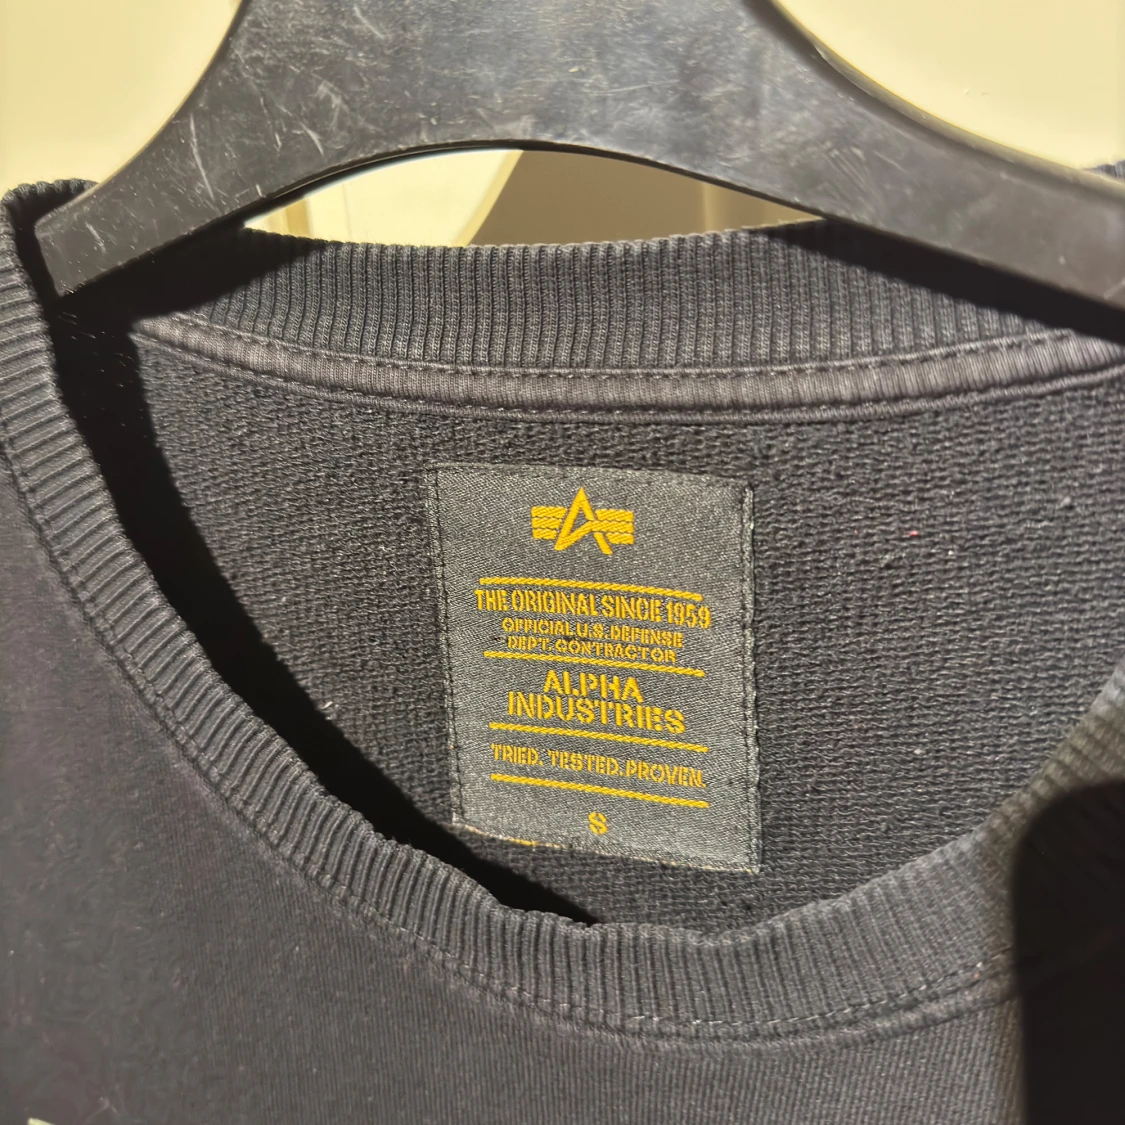 THE ORIGINAL SINCE 1959
OFFICIAL U.S. DEFENSE
DEPT. CONTRACTOR
ALPHA
INDUSTRIES
TRIED. TESTED. PROVEN.
S